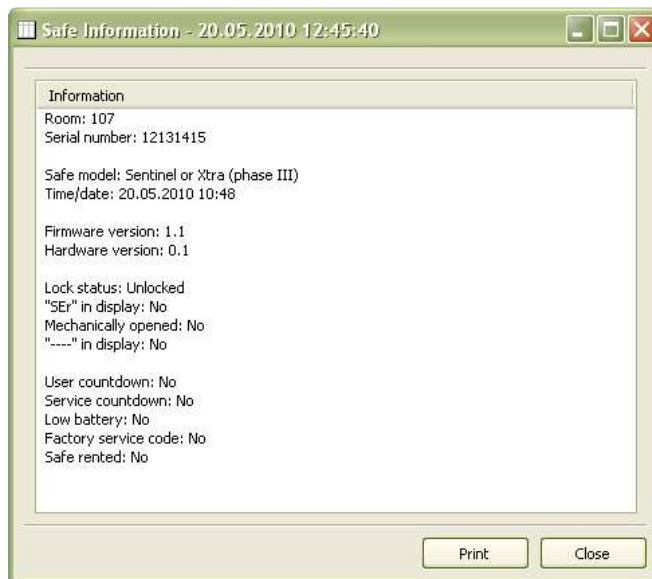 Safe Information - 20.05.2010 12:45:40
Information
Room: 107
Serial number: 12131415
Safe model: Sentinel or Xtra (phase III)
Time/date: 20.05.2010 10:48
Firmware version: 1.1
Hardware version: 0.1
Lock status: Unlocked
"SEr" in display: No
Mechanically opened: No
"----" in display: No
User countdown: No
Service countdown: No
Low battery: No
Factory service code: No
Safe rented: No
Print Close